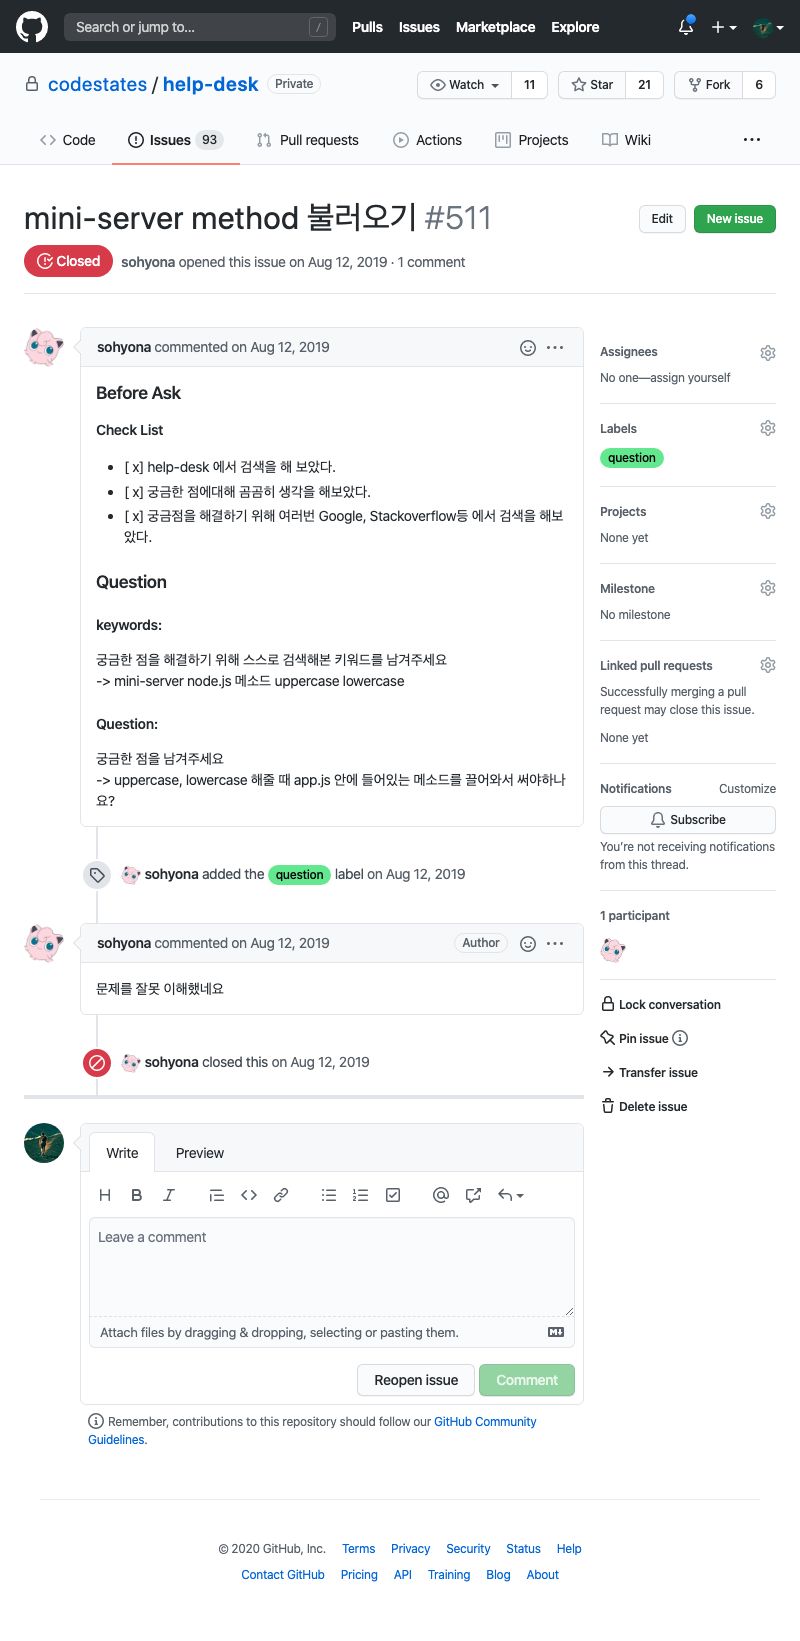 Search or jump to... /
Pulls Issues Marketplace Explore
codestates / help-desk Private
Watch 11 Star 21 Fork 6
Code Issues 93 Pull requests Actions Projects Wiki ...
mini-server method 불러오기 #511
Edit New issue
Closed sohyona opened this issue on Aug 12, 2019 · 1 comment
sohyona commented on Aug 12, 2019
Before Ask
Check List
• [ x] help-desk 에서 검색을 해 보았다.
• [ x] 궁금한 점에대해 곰곰히 생각을 해보았다.
• [ x] 궁금점을 해결하기 위해 여러번 Google, Stackoverflow등 에서 검색을 해보
았다.
Question
keywords:
궁금한 점을 해결하기 위해 스스로 검색해본 키워드를 남겨주세요
-> mini-server node.js 메소드 uppercase lowercase
Question:
궁금한 점을 남겨주세요
-> uppercase, lowercase 해줄 때 app.js 안에 들어있는 메소드를 끌어와서 써야하나
요?
sohyona added the question label on Aug 12, 2019
sohyona commented on Aug 12, 2019 Author
문제를 잘못 이해했네요
sohyona closed this on Aug 12, 2019
Assignees
No one—assign yourself
Labels
question
Projects
None yet
Milestone
No milestone
Linked pull requests
Successfully merging a pull
request may close this issue.
None yet
Notifications Customize
Subscribe
You're not receiving notifications
from this thread.
1 participant
Lock conversation
Pin issue
Transfer issue
Delete issue
Write Preview
H B I
Leave a comment
Attach files by dragging & dropping, selecting or pasting them.
Reopen issue Comment
Remember, contributions to this repository should follow our GitHub Community
Guidelines.
© 2020 GitHub, Inc. Terms Privacy Security Status Help
Contact GitHub Pricing API Training Blog About